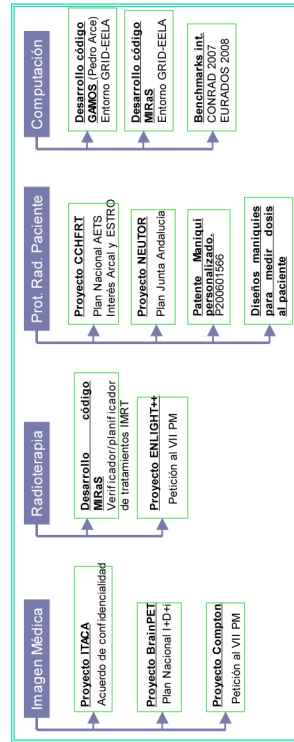 Imagen Médica
Proyecto ITACA
Acuerdo de confidencialidad
Proyecto BrainPET
Plan Nacional I+D+i
Proyecto Compton
Petición al VII PM
Radioterapia
Desarrollo código
MIRaS
Verificador/planificador
de tratamientos IMRT
Proyecto ENLIGHT++
Petición al VII PM
Prot. Rad. Paciente
Proyecto CCHFRT
Plan Nacional AETS
Interés Arcal y ESTRO
Proyecto NEUTOR
Plan Junta Andalucía
Patente Maniquí
personalizado.
P200601566
Diseños maniquíes
para medir dosis
al paciente
Computación
Desarrollo código
GAMOS (Pedro Arce)
Entorno GRID-EELA
Desarrollo código
MIRaS
Entorno GRID-EELA
Benchmarks int.
CONRAD 2007
EURADOS 2008